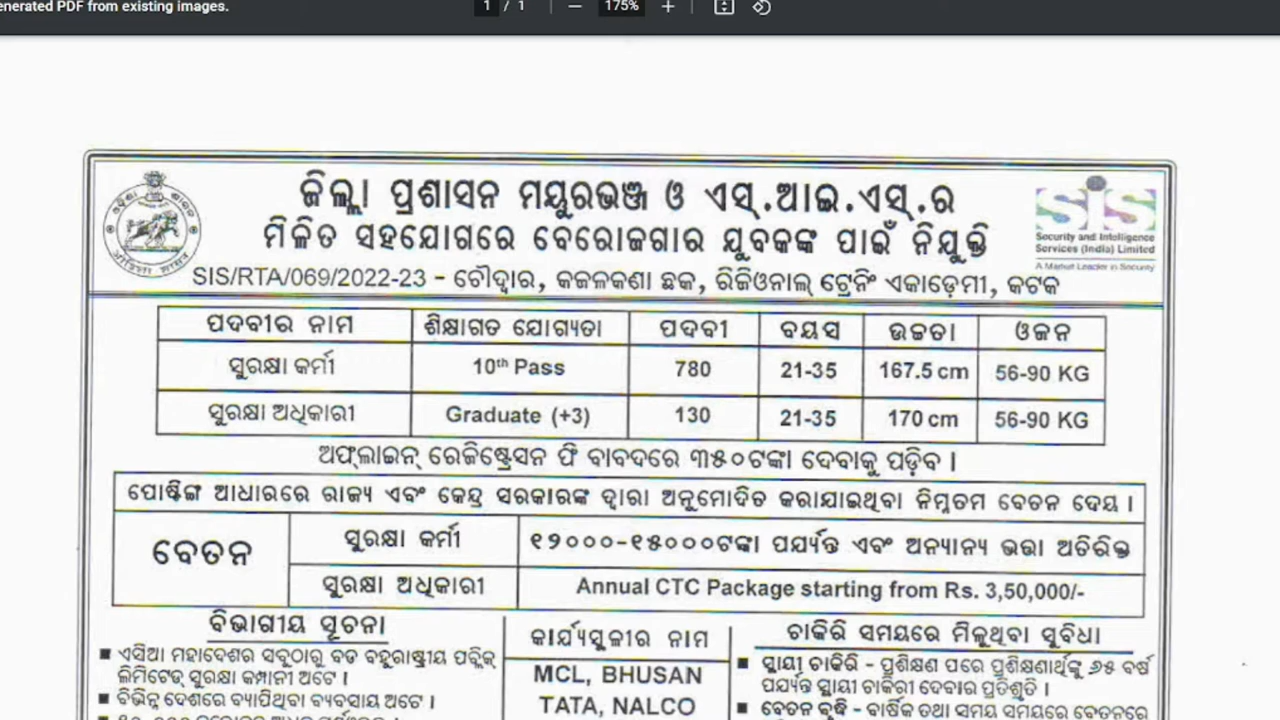 enerated PDF from existing images.
1 / 1
175%
ଜିଲ୍ଲା ପ୍ରଶାସନ ମୟୁରଭଞ୍ଜ ଓ ଏସ୍.ଆଇ.ଏସ୍.ର
ମିଳିତ ସହଯୋଗରେ ବେରୋଜଗାର ଯୁବକଙ୍କ ପାଇଁ ନିଯୁକ୍ତି
SIS/RTA/069/2022-23 – ଚୌଦ୍ୱାର, କଜଳକଣା ଛକ, ରିଜିଓନାଲ୍ ଟ୍ରେନିଂ ଏକାଡ଼େମୀ, କଟକ
SIS
Security and Intelligence
Services (India) Limited
A Market Leader in Security
ପଦବୀର ନାମ ଶିକ୍ଷାଗତ ଯୋଗ୍ୟତା ପଦବୀ ବୟସ ଉଚ୍ଚତା ଓଜନ
ସୁରକ୍ଷା କର୍ମୀ 10th Pass 780 21-35 167.5 cm 56-90 KG
ସୁରକ୍ଷା ଅଧିକାରୀ Graduate (+3) 130 21-35 170 cm 56-90 KG
ଅଫ୍‌ଲାଇନ୍ ରେଜିଷ୍ଟ୍ରେସନ ଫି ବାବଦରେ ୩୫୦ଟଙ୍କା ଦେବାକୁ ପଡ଼ିବ ।
ପୋଷ୍ଟିଙ୍ଗ ଆଧାରରେ ରାଜ୍ୟ ଏବଂ କେନ୍ଦ୍ର ସରକାରଙ୍କ ଦ୍ୱାରା ଅନୁମୋଦିତ କରାଯାଇଥିବା ନିମ୍ନତମ ବେତନ ଦେୟ ।
ବେତନ
ସୁରକ୍ଷା କର୍ମୀ ୧୨୦୦୦-୧୫୦୦୦ଟଙ୍କା ପର୍ଯ୍ୟନ୍ତ ଏବଂ ଅନ୍ୟାନ୍ୟ ଭତ୍ତା ଅତିରିକ୍ତ
ସୁରକ୍ଷା ଅଧିକାରୀ Annual CTC Package starting from Rs. 3,50,000/-
ବିଭାଗୀୟ ସୂଚନା
■ ଏସିଆ ମହାଦେଶର ସବୁଠାରୁ ବଡ ବହୁରାଷ୍ଟ୍ରୀୟ ପବ୍ଲିକ୍
ଲିମିଟେଡ୍ ସୁରକ୍ଷା କମ୍ପାନୀ ଅଟେ ।
■ ବିଭିନ୍ନ ଦେଶରେ ବ୍ୟାପିଥିବା ବ୍ୟବସାୟ ଅଟେ ।
କାର୍ଯ୍ୟସ୍ଥଳୀର ନାମ
MCL, BHUSAN
TATA, NALCO
ଚାକିରି ସମୟରେ ମିଳୁଥିବା ସୁବିଧା
■ ସ୍ଥାୟୀ ଚାକିରି – ପ୍ରଶିକ୍ଷଣ ପରେ ପ୍ରଶିକ୍ଷଣାର୍ଥିଙ୍କୁ ୬୫ ବର୍ଷ
ପର୍ଯ୍ୟନ୍ତ ସ୍ଥାୟୀ ଚାକିରୀ ଦେବାର ପ୍ରତିଶ୍ରୁତି ।
■ ବେତନ ବୃଦ୍ଧି – ବାର୍ଷିକ ତଥା ସମୟ ସମୟରେ ବେତନରେ